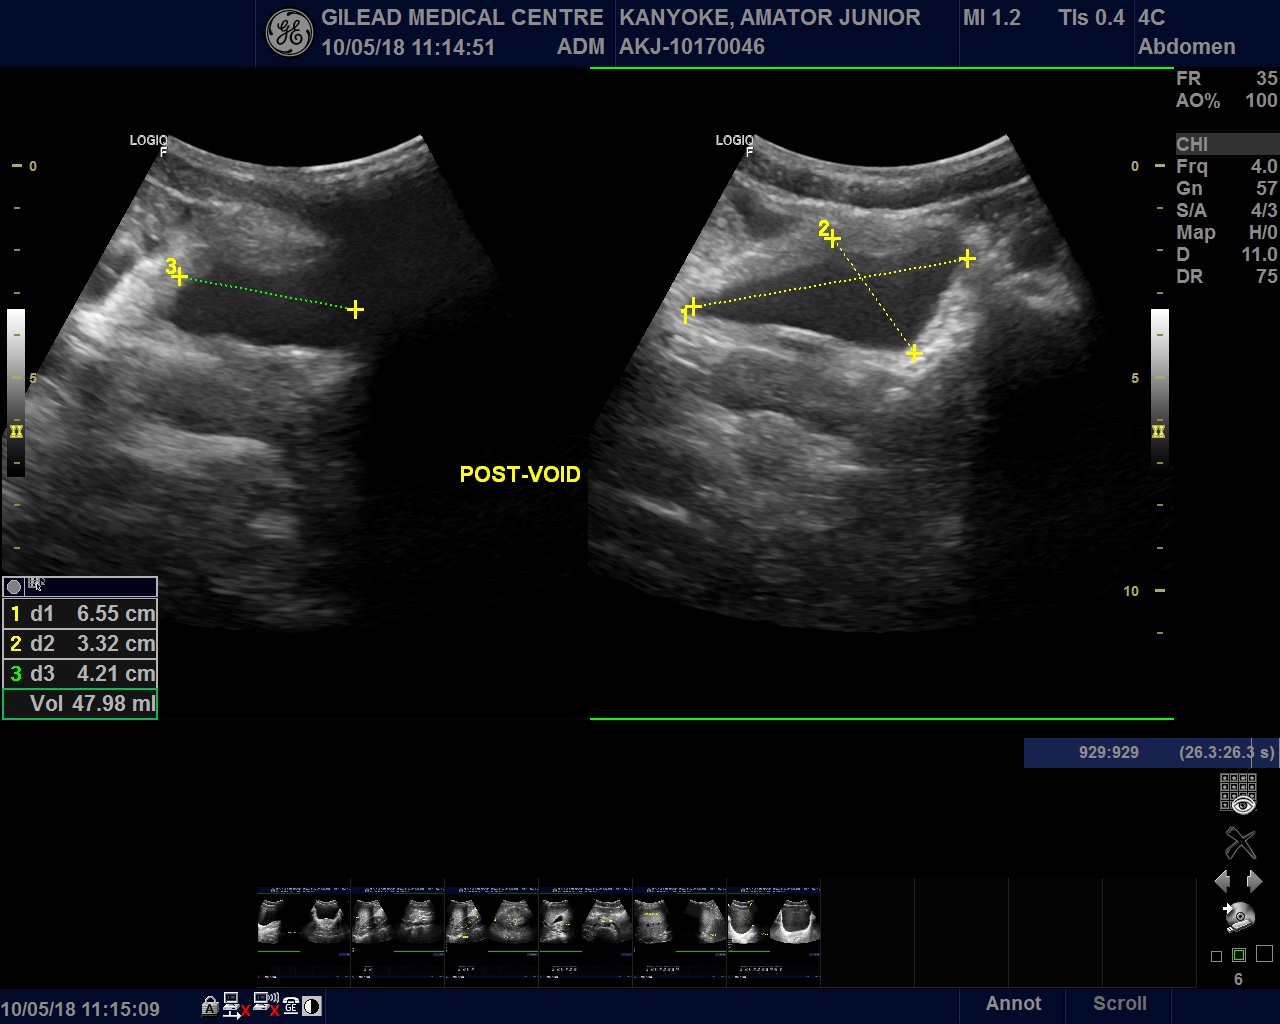 GILEAD MEDICAL CENTRE
10/05/18 11:14:51 ADM
KANYOKE, AMATOR JUNIOR
AKJ-10170046
MI 1.2 TIs 0.4
4C
Abdomen
FR 35
AO% 100
CHI
Frq 4.0
Gn 57
S/A 4/3
Map H/0
D 11.0
DR 75
LOGIQ
F
LOGIQ
F
0
5
0
5
10
3
2
1
POST-VOID
1 d1 6.55 cm
2 d2 3.32 cm
3 d3 4.21 cm
Vol 47.98 ml
929:929 (26.3:26.3 s)
6
10/05/18 11:15:09
Annot
Scroll